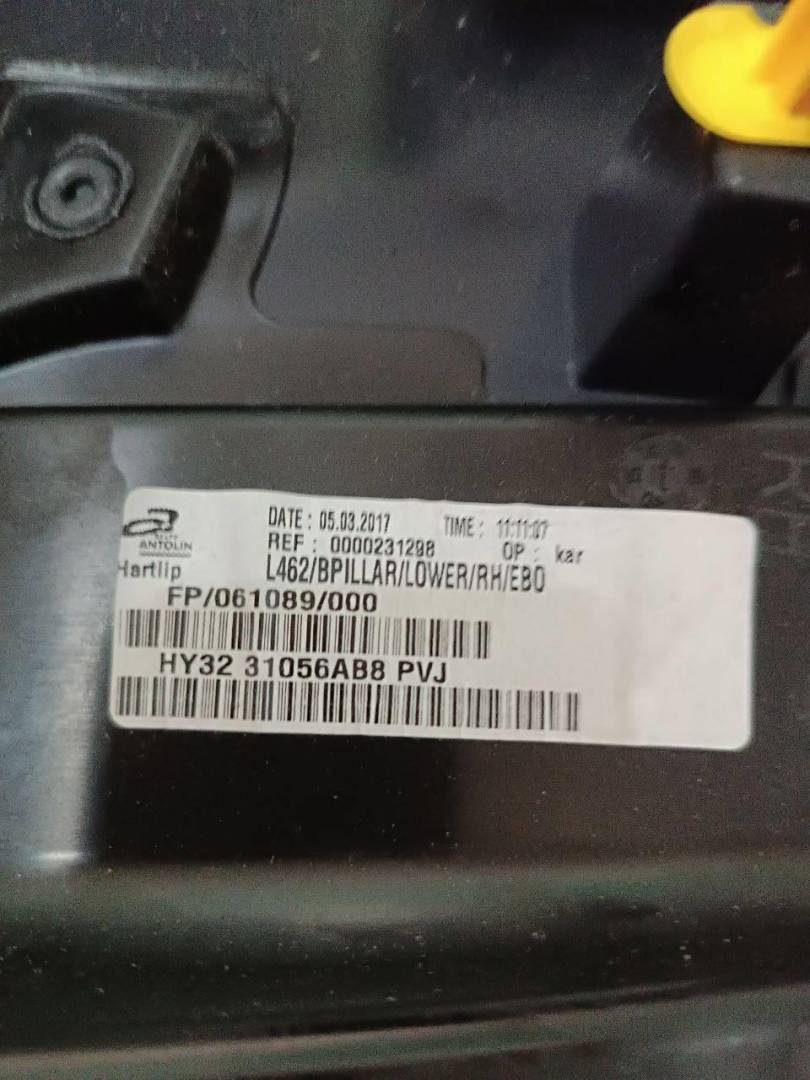 DATE : 05.03.2017 TIME : 11:11:07
REF : 0000231298 OP : kar
ANTOLIN
Hartlip L462/BPILLAR/LOWER/RH/EBO
FP/061089/000
HY32 31056AB8 PVJ